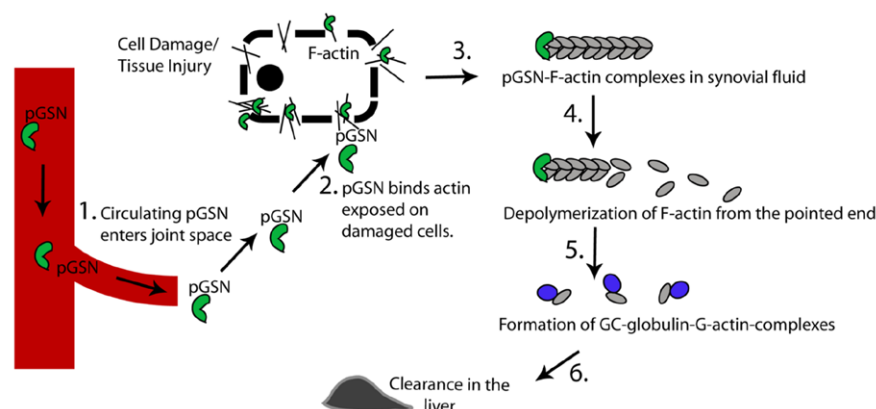 Cell Damage/
Tissue Injury
F-actin
3.
pGSN-F-actin complexes in synovial fluid
pGSN
4.
pGSN
2. pGSN binds actin
exposed on
damaged cells.
1. Circulating pGSN
enters joint space
pGSN
Depolymerization of F-actin from the pointed end
5.
pGSN
pGSN
Formation of GC-globulin-G-actin-complexes
6.
Clearance in the
liver